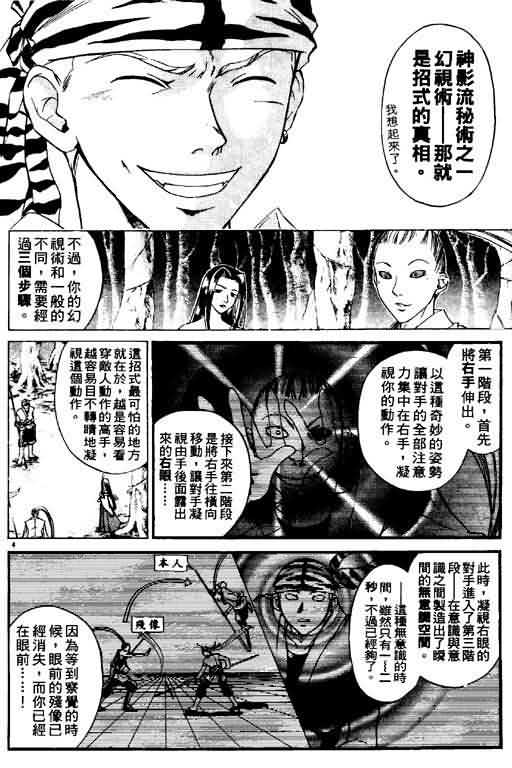 神影流秘術之一
幻視術──那就
是招式的真相。
我想起來了。
不過，你的幻
視術和一般的
不同，需要經
過三個步驟。
第一階段，首先
將右手伸出。
以這種奇妙的姿勢
讓對手的全部注意
力集中在右手，凝
視你的動作。
接下來第二階段
是將右手往橫向
移動，讓對手凝
視由手後面露出
來的右眼……
這招式最可怕的地方
就在於，越是容易看
穿敵人動作的高手，
越容易目不轉睛地凝
視這個動作。
4
此時，凝視右眼的
對手進入了第三階
段──在意識與意
識之間製造出了瞬
間的無意識空間。
──這種無意識的時
間，雖然只有一～二
秒，不過已經夠了。
本人
殘像
因為等到察覺的時
候，眼前的殘像已
經消失，而你已經
在眼前……！